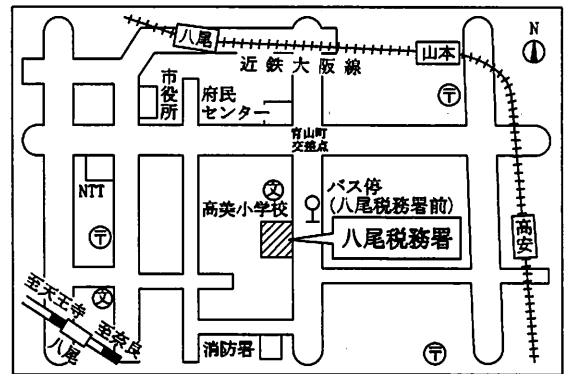 八尾
近鉄大阪線
山本
N
市役所
府民
センター
〒
青山町
交差点
NTT
文
高美小学校
バス停
(八尾税務署前)
八尾税務署
高安
〒
文
至天王寺
八尾
至奈良
消防署
〒